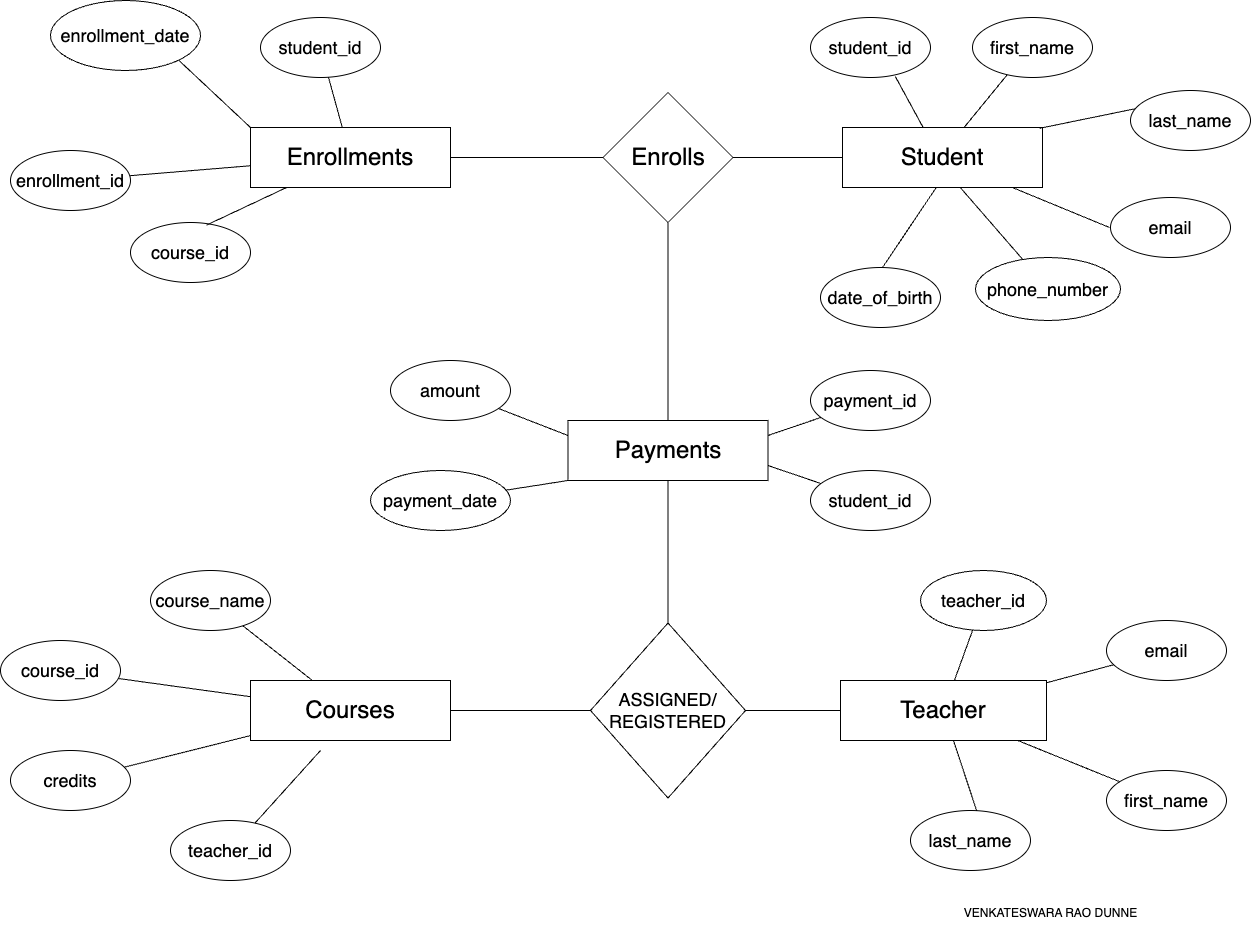 enrollment_date
student_id
student_id
first_name
last_name
Enrollments
Enrolls
Student
enrollment_id
course_id
email
date_of_birth
phone_number
amount
payment_id
Payments
payment_date
student_id
course_name
teacher_id
course_id
email
Courses
ASSIGNED/
REGISTERED
Teacher
credits
first_name
teacher_id
last_name
VENKATESWARA RAO DUNNE